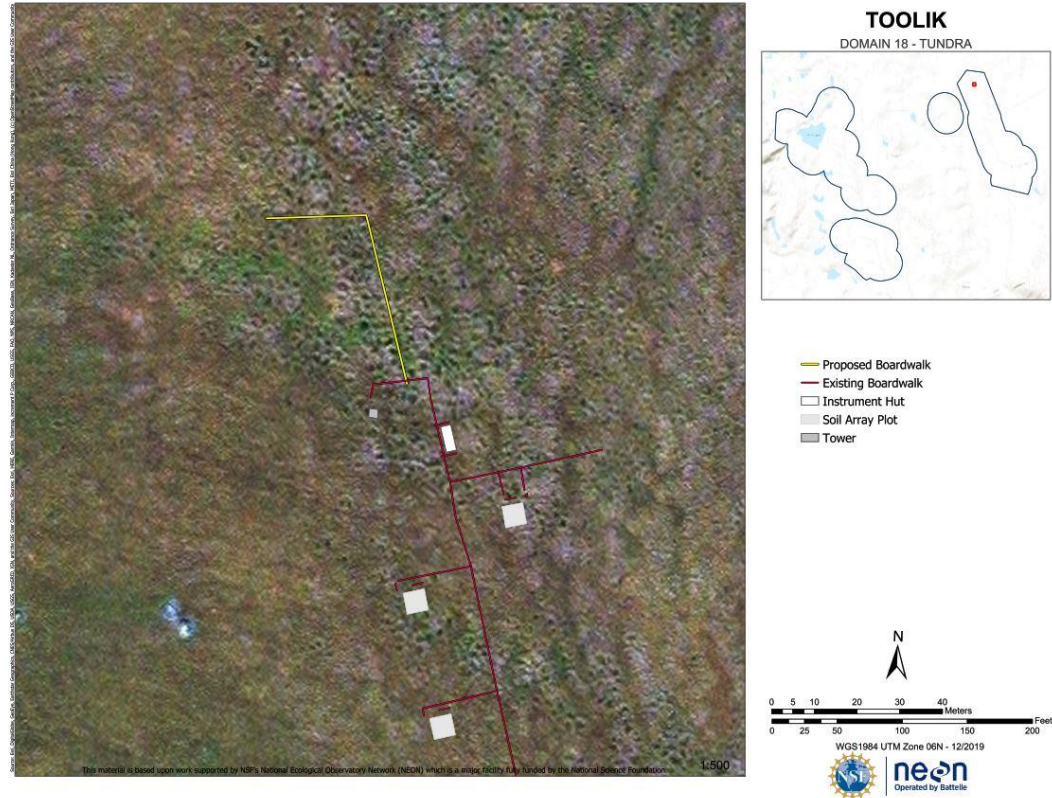 TOOLIK
DOMAIN 18 - TUNDRA
Proposed Boardwalk
Existing Boardwalk
Instrument Hut
Soil Array Plot
Tower
N
0 5 10 20 30 40
Meters
Feet
0 25 50 100 150 200
WGS1984 UTM Zone 06N - 12/2019
NSF
neon
Operated by Battelle
This material is based upon work supported by NSF's National Ecological Observatory Network (NEON) which is a major facility fully funded by the National Science Foundation
1:500